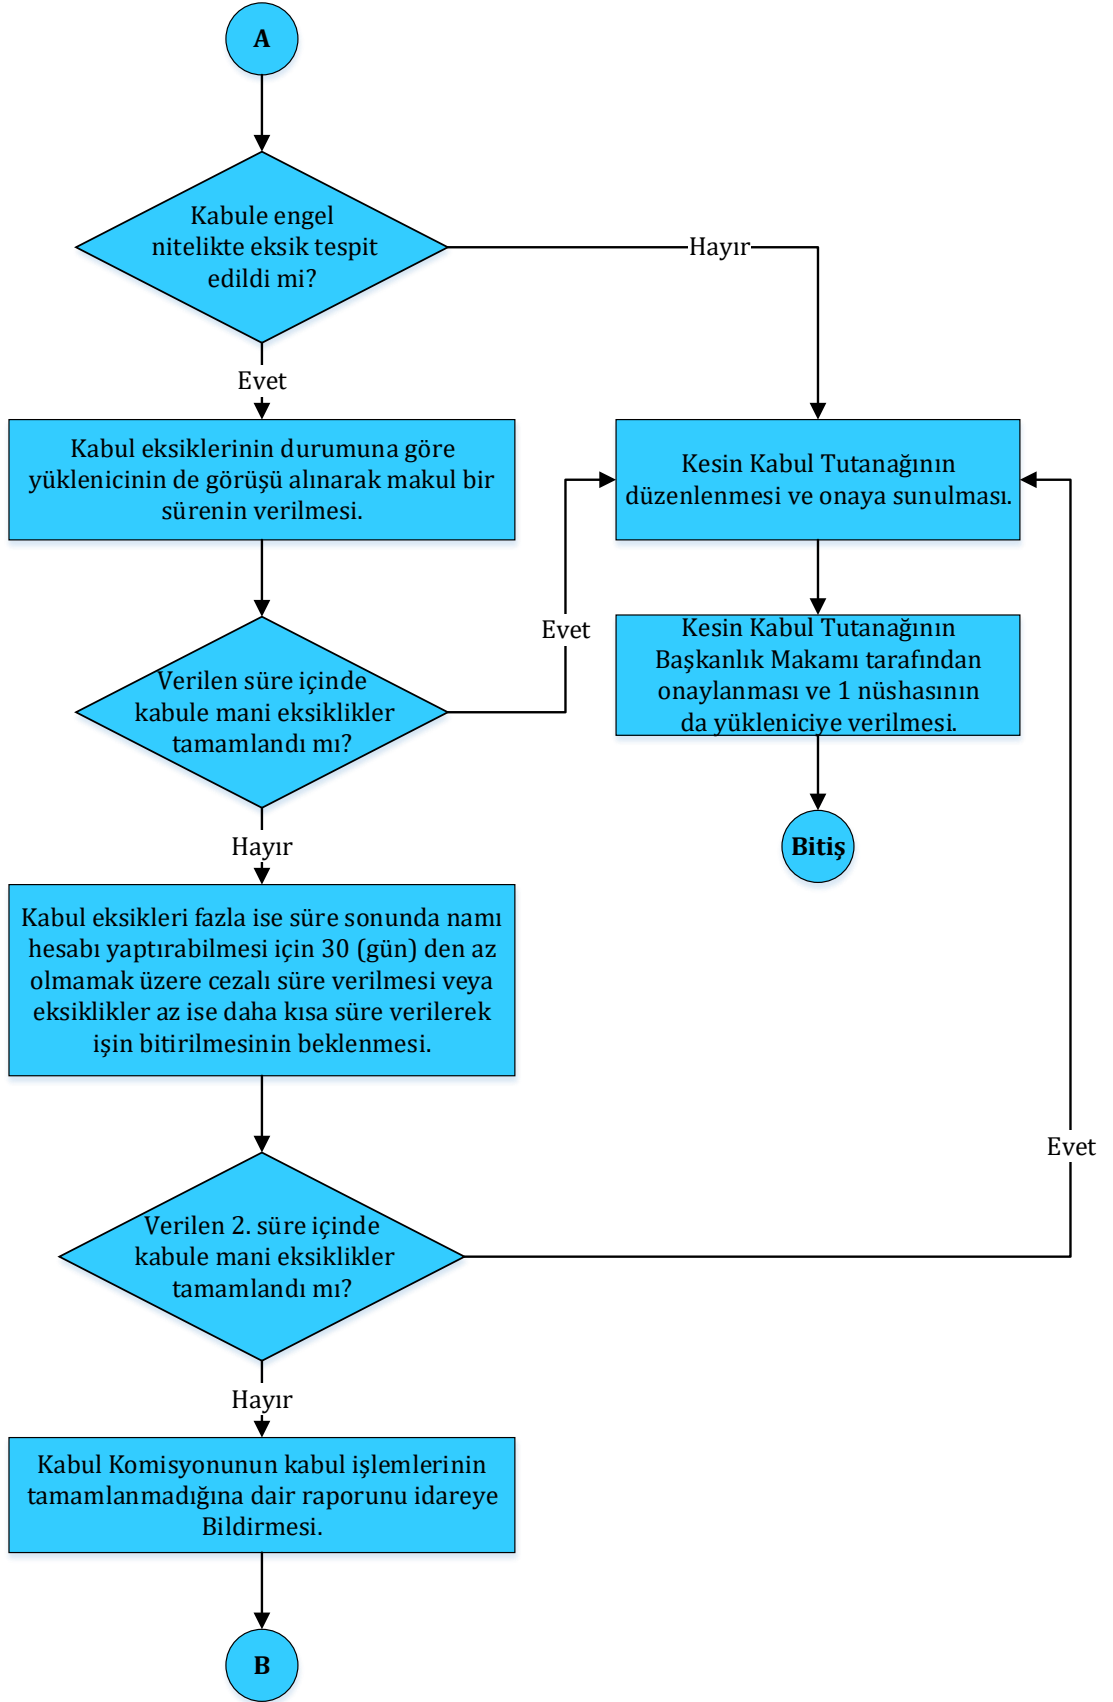 A
Kabule engel
nitelikte eksik tespit
edildi mi?
Hayır
Evet
Kabul eksiklerinin durumuna göre
yüklenicinin de görüşü alınarak makul bir
sürenin verilmesi.
Kesin Kabul Tutanağının
düzenlenmesi ve onaya sunulması.
Evet
Verilen süre içinde
kabule mani eksiklikler
tamamlandı mı?
Kesin Kabul Tutanağının
Başkanlık Makamı tarafından
onaylanması ve 1 nüshasının
da yükleniciye verilmesi.
Hayır
Bitiş
Kabul eksikleri fazla ise süre sonunda namı
hesabı yaptırabilmesi için 30 (gün) den az
olmamak üzere cezalı süre verilmesi veya
eksiklikler az ise daha kısa süre verilerek
işin bitirilmesinin beklenmesi.
Evet
Verilen 2. süre içinde
kabule mani eksiklikler
tamamlandı mı?
Hayır
Kabul Komisyonunun kabul işlemlerinin
tamamlanmadığına dair raporunu idareye
Bildirmesi.
B